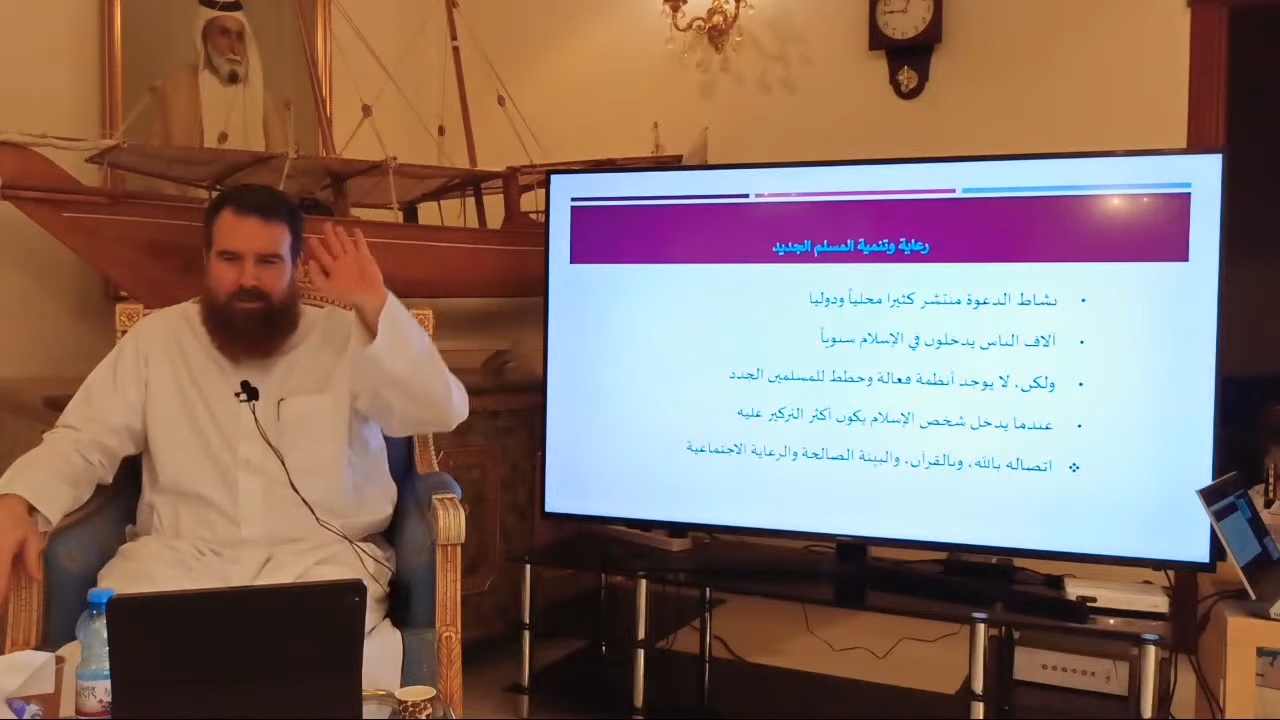 رعاية وتنمية المسلم الجديد
• نشاط الدعوة منتشر كثيرا محلياً ودوليا
• آلاف الناس يدخلون في الإسلام سنوياً
• ولكن، لا يوجد أنظمة فعالة وخطط للمسلمين الجدد
• عندما يدخل شخص الإسلام يكون أكثر التركيز عليه
❖ اتصاله بالله، وبالقرآن، والبيئة الصالحة والرعاية الاجتماعية